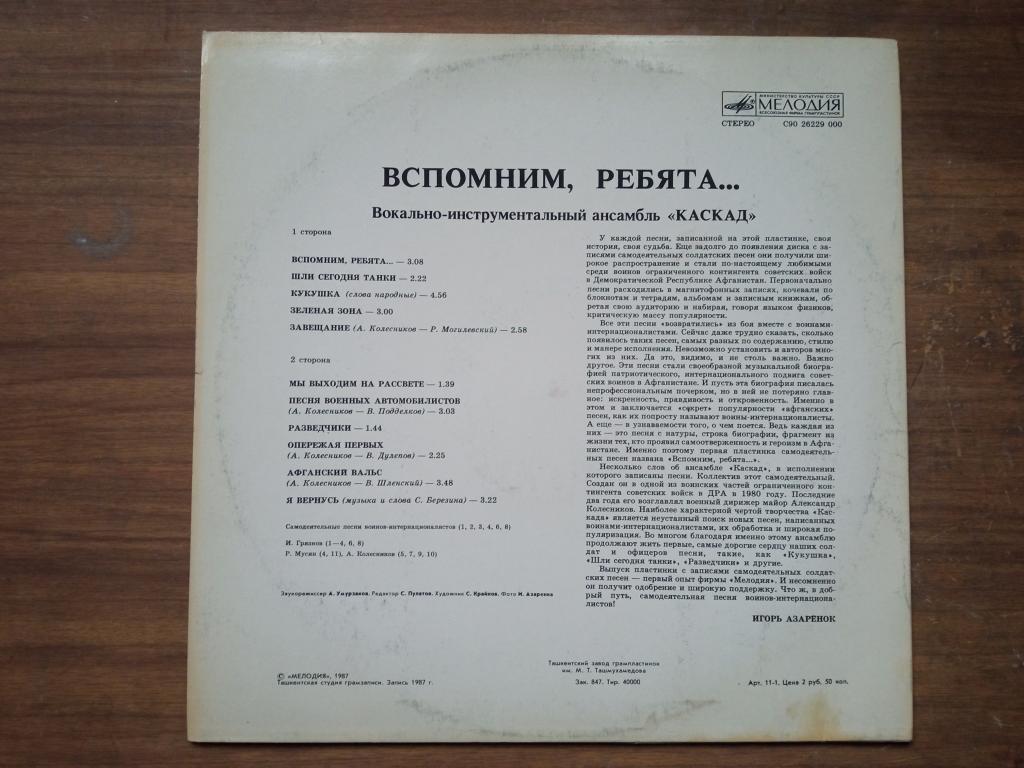 МИНИСТЕРСТВО КУЛЬТУРЫ СССР
МЕЛОДИЯ
ВСЕСОЮЗНАЯ ФИРМА ГРАМПЛАСТИНОК
СТЕРЕО С90 26229 000
ВСПОМНИМ, РЕБЯТА...
Вокально-инструментальный ансамбль «КАСКАД»
1 сторона
ВСПОМНИМ, РЕБЯТА... — 3.08
ШЛИ СЕГОДНЯ ТАНКИ — 2.22
КУКУШКА (слова народные) — 4.56
ЗЕЛЕНАЯ ЗОНА — 3.00
ЗАВЕЩАНИЕ (А. Колесников — Р. Могилевский) — 2.58
2 сторона
МЫ ВЫХОДИМ НА РАССВЕТЕ — 1.39
ПЕСНЯ ВОЕННЫХ АВТОМОБИЛИСТОВ
(А. Колесников — В. Подделков) — 3.03
РАЗВЕДЧИКИ — 1.44
ОПЕРЕЖАЯ ПЕРВЫХ
(А. Колесников — В. Дулепов) — 2.25
АФГАНСКИЙ ВАЛЬС
(А. Колесников — В. Шленский) — 3.48
Я ВЕРНУСЬ (музыка и слова С. Березина) — 3.22
Самодеятельные песни воинов-интернационалистов (1, 2, 3, 4, 6, 8)
И. Грязнов (1—4, 6, 8)
Р. Мусин (4, 11), А. Колесников (5, 7, 9, 10)
Звукорежиссер А. Умурзаков. Редактор С. Пулатов. Художник С. Крайнов. Фото И. Азаренка
У каждой песни, записанной на этой пластинке, своя
история, своя судьба. Еще задолго до появления диска с за-
писями самодеятельных солдатских песен они получили ши-
рокое распространение и стали по-настоящему любимыми
среди воинов ограниченного контингента советских войск
в Демократической Республике Афганистан. Первоначально
песни расходились в магнитофонных записях, кочевали по
блокнотам и тетрадям, альбомам и записным книжкам, об-
ретая свою аудиторию и набирая, говоря языком физиков,
критическую массу популярности.
Все эти песни «возвратились» из боя вместе с воинами-
интернационалистами. Сейчас даже трудно сказать, сколько
появилось таких песен, самых разных по содержанию, стилю
и манере исполнения. Невозможно установить и авторов мно-
гих из них. Да это, видимо, и не столь важно. Важно
другое. Эти песни стали своеобразной музыкальной биогра-
фией патриотического, интернационального подвига совет-
ских воинов в Афганистане. И пусть эта биография писалась
непрофессиональным почерком, но в ней не потеряно глав-
ное: искренность, правдивость и откровенность. Именно в
этом и заключается «секрет» популярности «афганских»
песен, как их попросту называют воины-интернационалисты.
А еще — в узнаваемости того, о чем поется. Ведь каждая из
них — это песня с натуры, строка биографии, фрагмент из
жизни тех, кто проявил самоотверженность и героизм в Афга-
нистане. Именно поэтому первая пластинка самодеятель-
ных песен названа «Вспомним, ребята...».
Несколько слов об ансамбле «Каскад», в исполнении
которого записаны песни. Коллектив этот самодеятельный.
Создан он в одной из воинских частей ограниченного кон-
тингента советских войск в ДРА в 1980 году. Последние
два года его возглавлял военный дирижер майор Александр
Колесников. Наиболее характерной чертой творчества «Кас-
када» является неустанный поиск новых песен, написанных
воинами-интернационалистами, их обработка и широкая по-
пуляризация. Во многом благодаря именно этому ансамблю
продолжают жить первые, самые дорогие сердцу наших сол-
дат и офицеров песни, такие, как «Кукушка»,
«Шли сегодня танки», «Разведчики» и другие.
Выпуск пластинки с записями самодеятельных солдат-
ских песен — первый опыт фирмы «Мелодия». И несомненно
он получит одобрение и широкую поддержку. Что ж, в доб-
рый путь, самодеятельная песня воинов-интернациона-
листов!
ИГОРЬ АЗАРЁНОК
© «МЕЛОДИЯ», 1987
Ташкентская студия грамзаписи. Запись 1987 г.
Ташкентский завод грампластинок
им. М. Т. Ташмухамедова
Зак. 847. Тир. 40000
Арт. 11-1. Цена 2 руб. 50 коп.